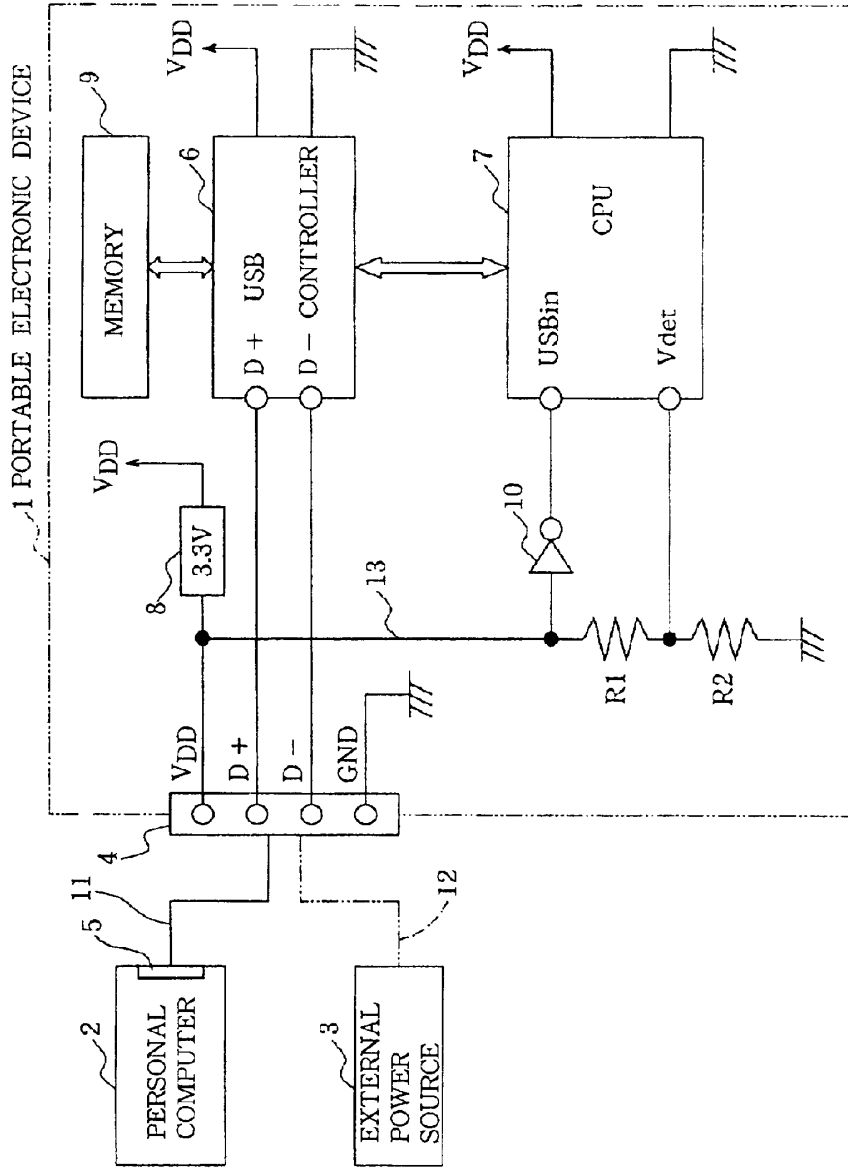 1 PORTABLE ELECTRONIC DEVICE
9
MEMORY
VDD
6
D+ USB
D- CONTROLLER
VDD
8
3.3V
VDD
7
CPU
USBin
Vdet
10
13
R1
R2
4
VDD
D+
D-
GND
11
5
2
PERSONAL
COMPUTER
12
3
EXTERNAL
POWER
SOURCE